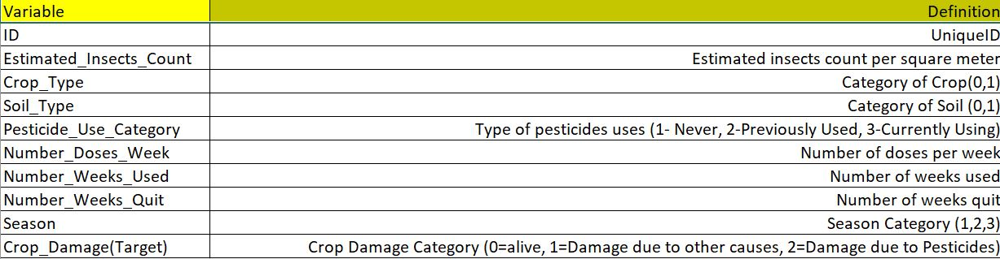 Variable Definition
ID UniqueID
Estimated_Insects_Count Estimated insects count per square meter
Crop_Type Category of Crop(0,1)
Soil_Type Category of Soil (0,1)
Pesticide_Use_Category Type of pesticides uses (1- Never, 2-Previously Used, 3-Currently Using)
Number_Doses_Week Number of doses per week
Number_Weeks_Used Number of weeks used
Number_Weeks_Quit Number of weeks quit
Season Season Category (1,2,3)
Crop_Damage(Target) Crop Damage Category (0=alive, 1=Damage due to other causes, 2=Damage due to Pesticides)